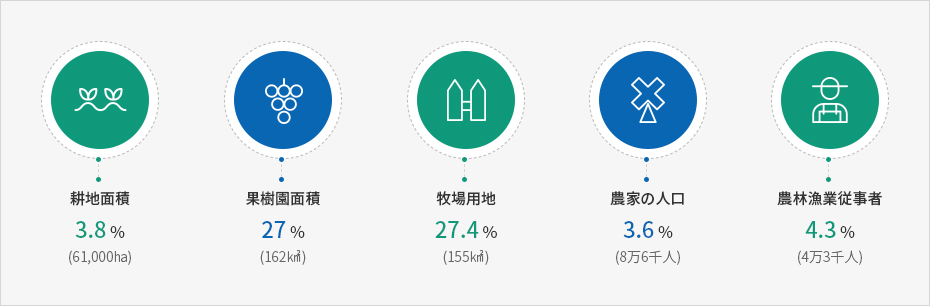 耕地面積
3.8 %
(61,000ha)
果樹園面積
27 %
(162㎢)
牧場用地
27.4 %
(155㎢)
農家の人口
3.6 %
(8万6千人)
農林漁業従事者
4.3 %
(4万3千人)